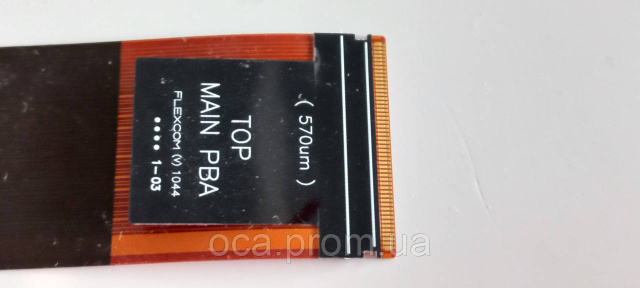 ( 570um )
TOP
MAIN PBA
FLEXCOM (V) 1044
•••• 1-03
oca.prom.ua